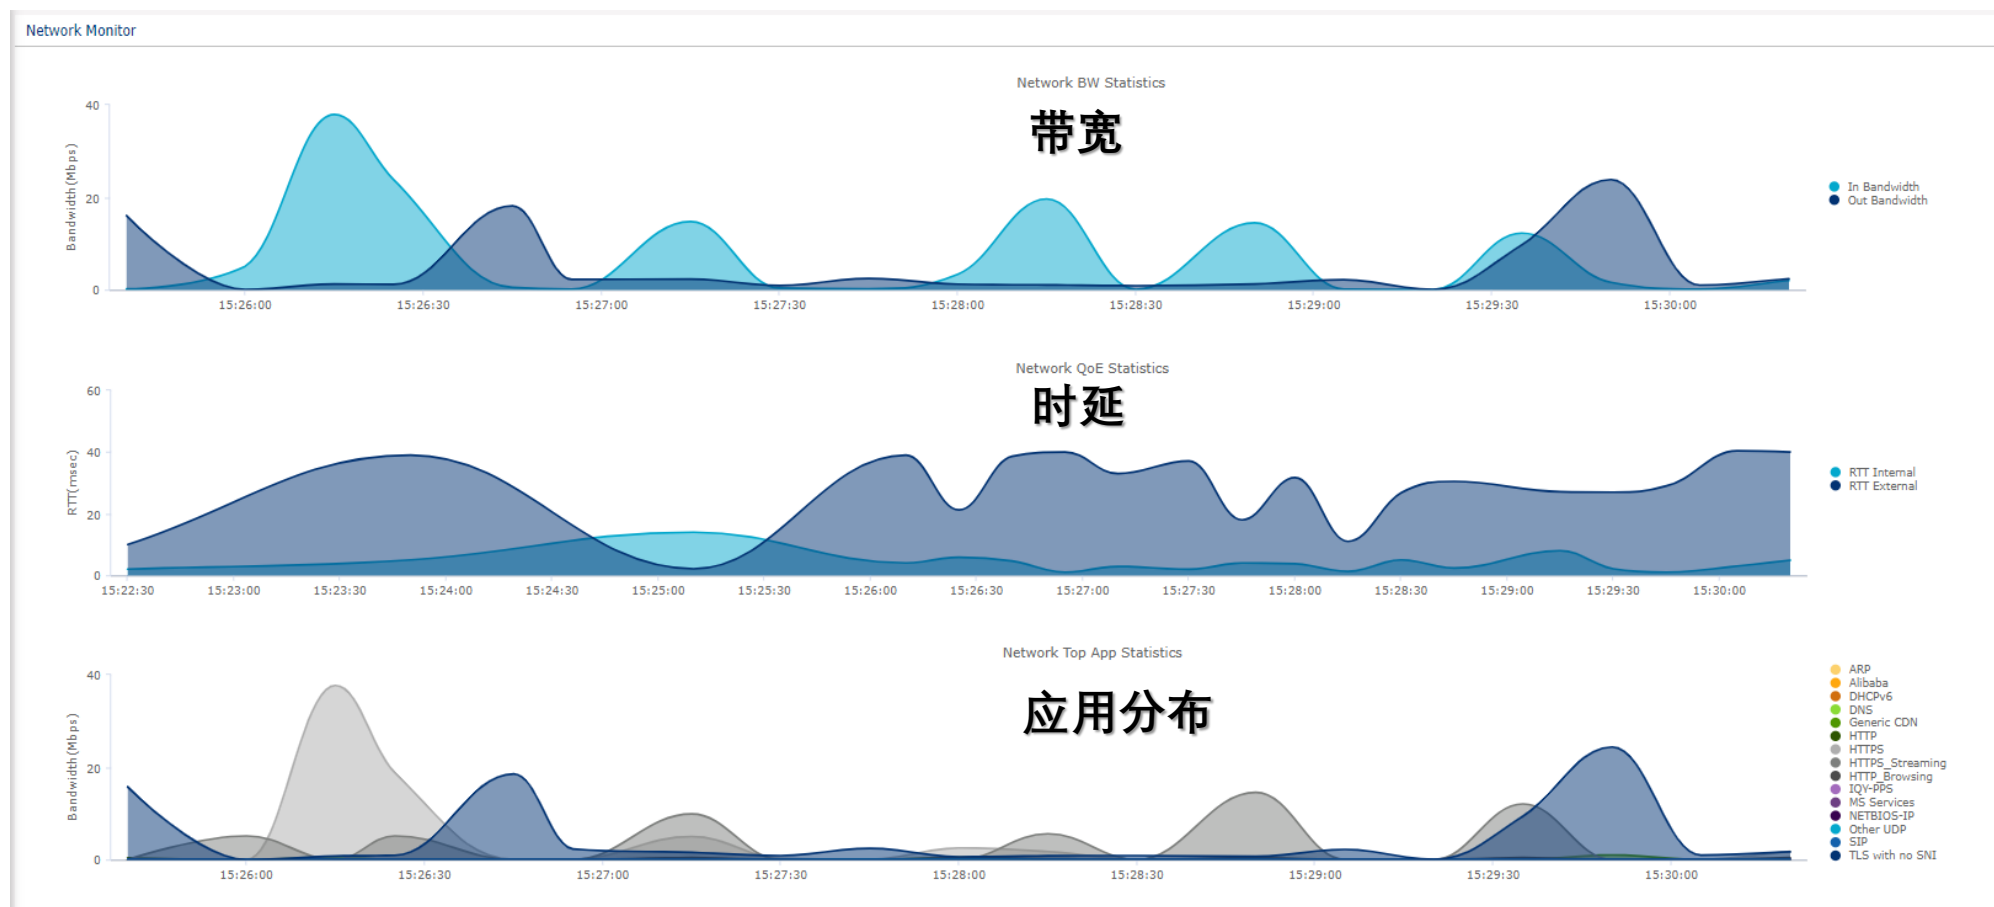 Network Monitor
Network BW Statistics
带宽
Bandwidth(Mbps)
40
20
0
15:26:00 15:26:30 15:27:00 15:27:30 15:28:00 15:28:30 15:29:00 15:29:30 15:30:00
In Bandwidth
Out Bandwidth
Network QoE Statistics
时延
RTT(msec)
60
40
20
0
15:22:30 15:23:00 15:23:30 15:24:00 15:24:30 15:25:00 15:25:30 15:26:00 15:26:30 15:27:00 15:27:30 15:28:00 15:28:30 15:29:00 15:29:30 15:30:00
RTT Internal
RTT External
Network Top App Statistics
应用分布
Bandwidth(Mbps)
40
20
0
15:26:00 15:26:30 15:27:00 15:27:30 15:28:00 15:28:30 15:29:00 15:29:30 15:30:00
ARP
Alibaba
DHCPv6
DNS
Generic CDN
HTTP
HTTPS
HTTPS_Streaming
HTTP_Browsing
IQY-PPS
MS Services
NETBIOS-IP
Other UDP
SIP
TLS with no SNI